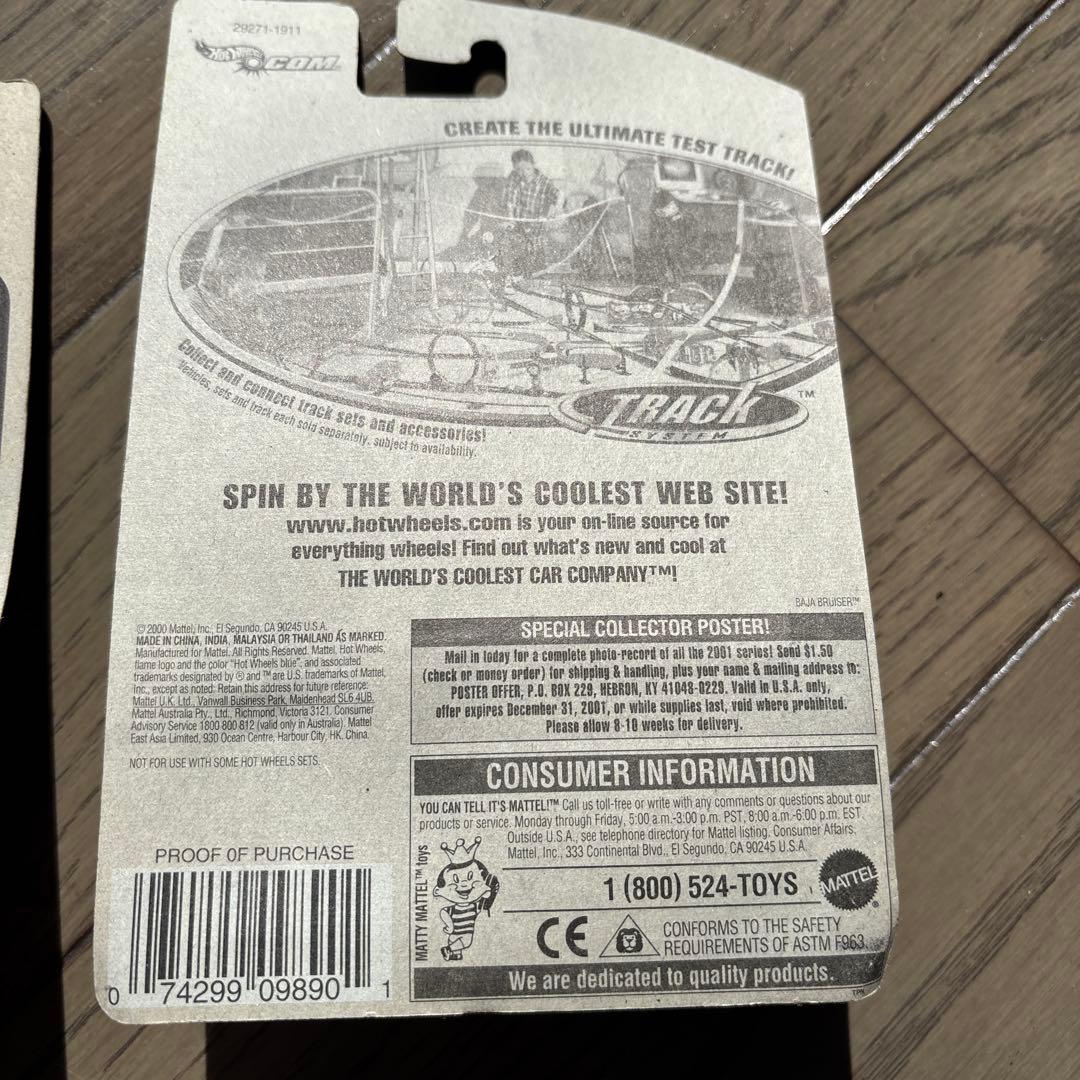 29271-1911
Hot Wheels.COM
CREATE THE ULTIMATE TEST TRACK!
Collect and connect track sets and accessories!
Vehicles, sets and track each sold separately, subject to availability.
TRACK ™
SYSTEM
SPIN BY THE WORLD'S COOLEST WEB SITE!
www.hotwheels.com is your on-line source for
everything wheels! Find out what's new and cool at
THE WORLD'S COOLEST CAR COMPANY™!
BAJA BRUISER™
© 2000 Mattel, Inc., El Segundo, CA 90245 U.S.A.
MADE IN CHINA, INDIA, MALAYSIA OR THAILAND AS MARKED.
Manufactured for Mattel. All Rights Reserved. Mattel, Hot Wheels,
flame logo and the color "Hot Wheels blue", and associated
trademarks designated by ® and ™ are U.S. trademarks of Mattel,
Inc., except as noted. Retain this address for future reference:
Mattel U.K. Ltd., Vanwall Business Park, Maidenhead SL6 4UB.
Mattel Australia Pty., Ltd., Richmond, Victoria 3121. Consumer
Advisory Service 1800 800 812 (valid only in Australia). Mattel
East Asia Limited, 930 Ocean Centre, Harbour City, HK, China.
NOT FOR USE WITH SOME HOT WHEELS SETS.
SPECIAL COLLECTOR POSTER!
Mail in today for a complete photo-record of all the 2001 series! Send $1.50
(check or money order) for shipping & handling, plus your name & mailing address to:
POSTER OFFER, P.O. BOX 229, HEBRON, KY 41048-0229. Valid in U.S.A. only,
offer expires December 31, 2001, or while supplies last, void where prohibited.
Please allow 8-10 weeks for delivery.
CONSUMER INFORMATION
YOU CAN TELL IT'S MATTEL!™ Call us toll-free or write with any comments or questions about our
products or service. Monday through Friday, 5:00 a.m.-3:00 p.m. PST, 8:00 a.m.-6:00 p.m. EST.
Outside U.S.A., see telephone directory for Mattel listing. Consumer Affairs,
Mattel, Inc., 333 Continental Blvd., El Segundo, CA 90245 U.S.A.
MATTY MATTEL™ toys
1 (800) 524-TOYS
MATTEL®
CE
CONFORMS TO THE SAFETY
REQUIREMENTS OF ASTM F963.
We are dedicated to quality products.
TPN
PROOF OF PURCHASE
0 74299 09890 1